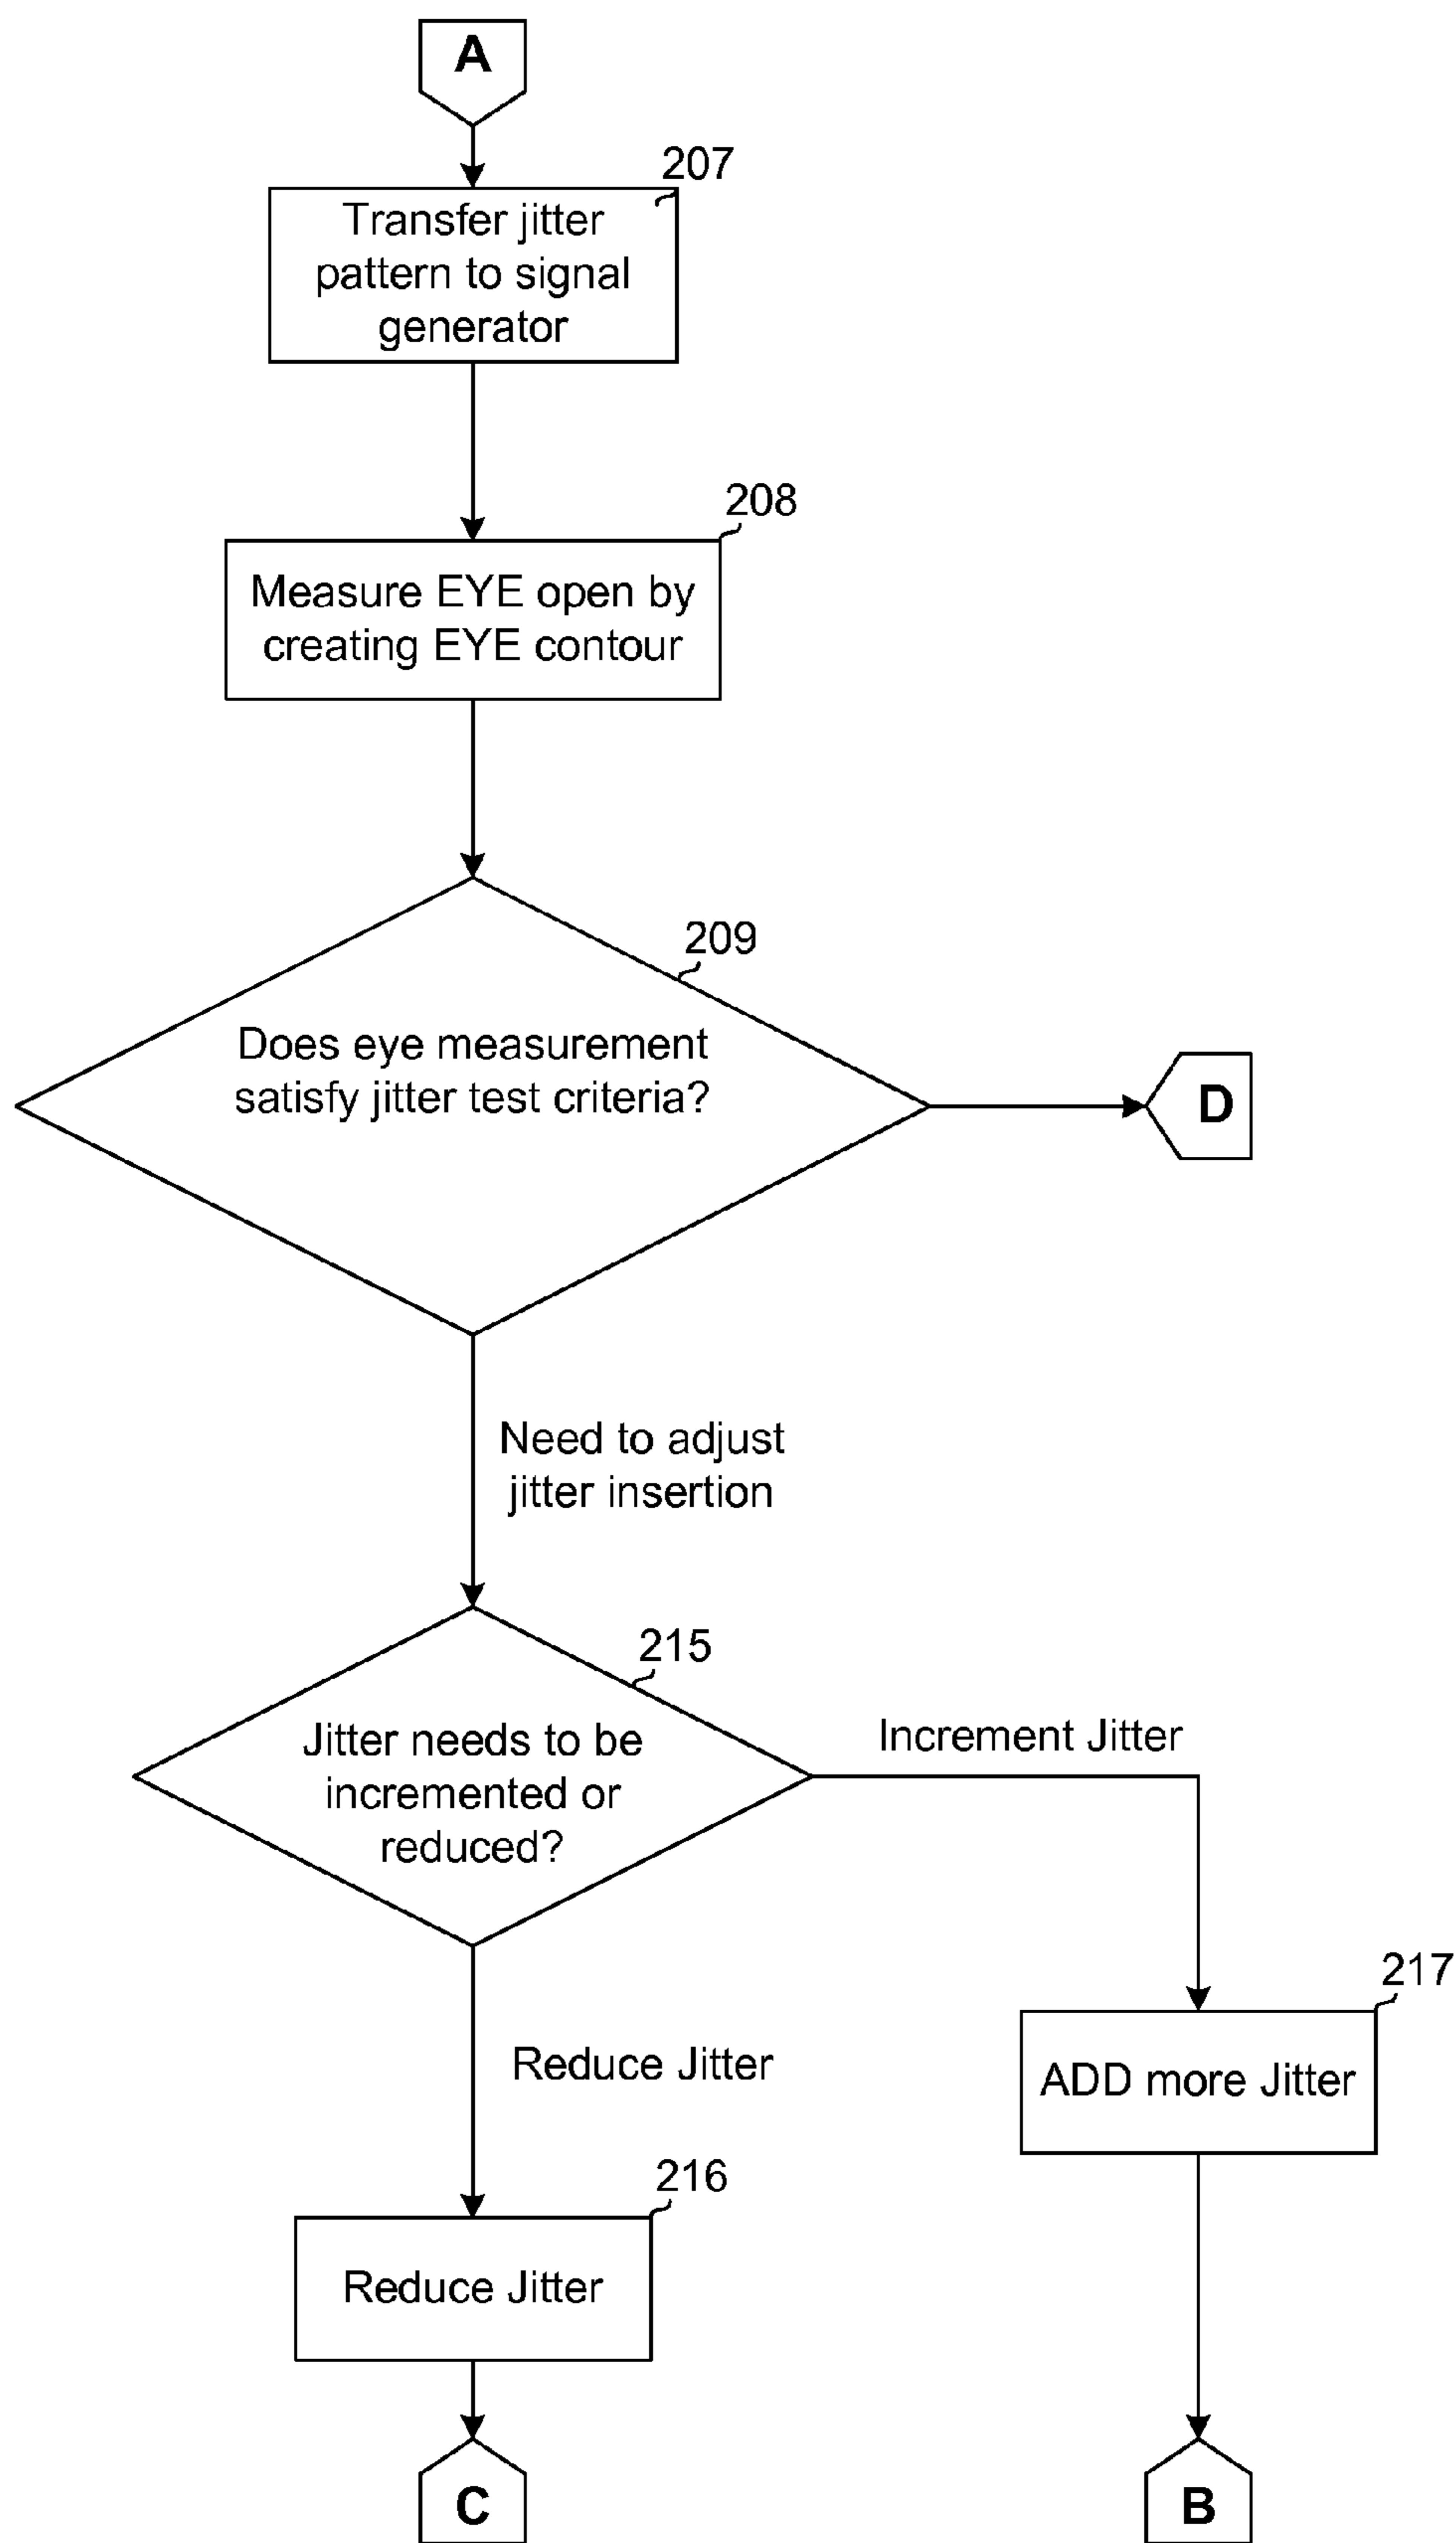 A
207
Transfer jitter
pattern to signal
generator
208
Measure EYE open by
creating EYE contour
209
Does eye measurement
satisfy jitter test criteria?
D
Need to adjust
jitter insertion
215
Jitter needs to be
incremented or
reduced?
Increment Jitter
217
ADD more Jitter
Reduce Jitter
216
Reduce Jitter
C
B